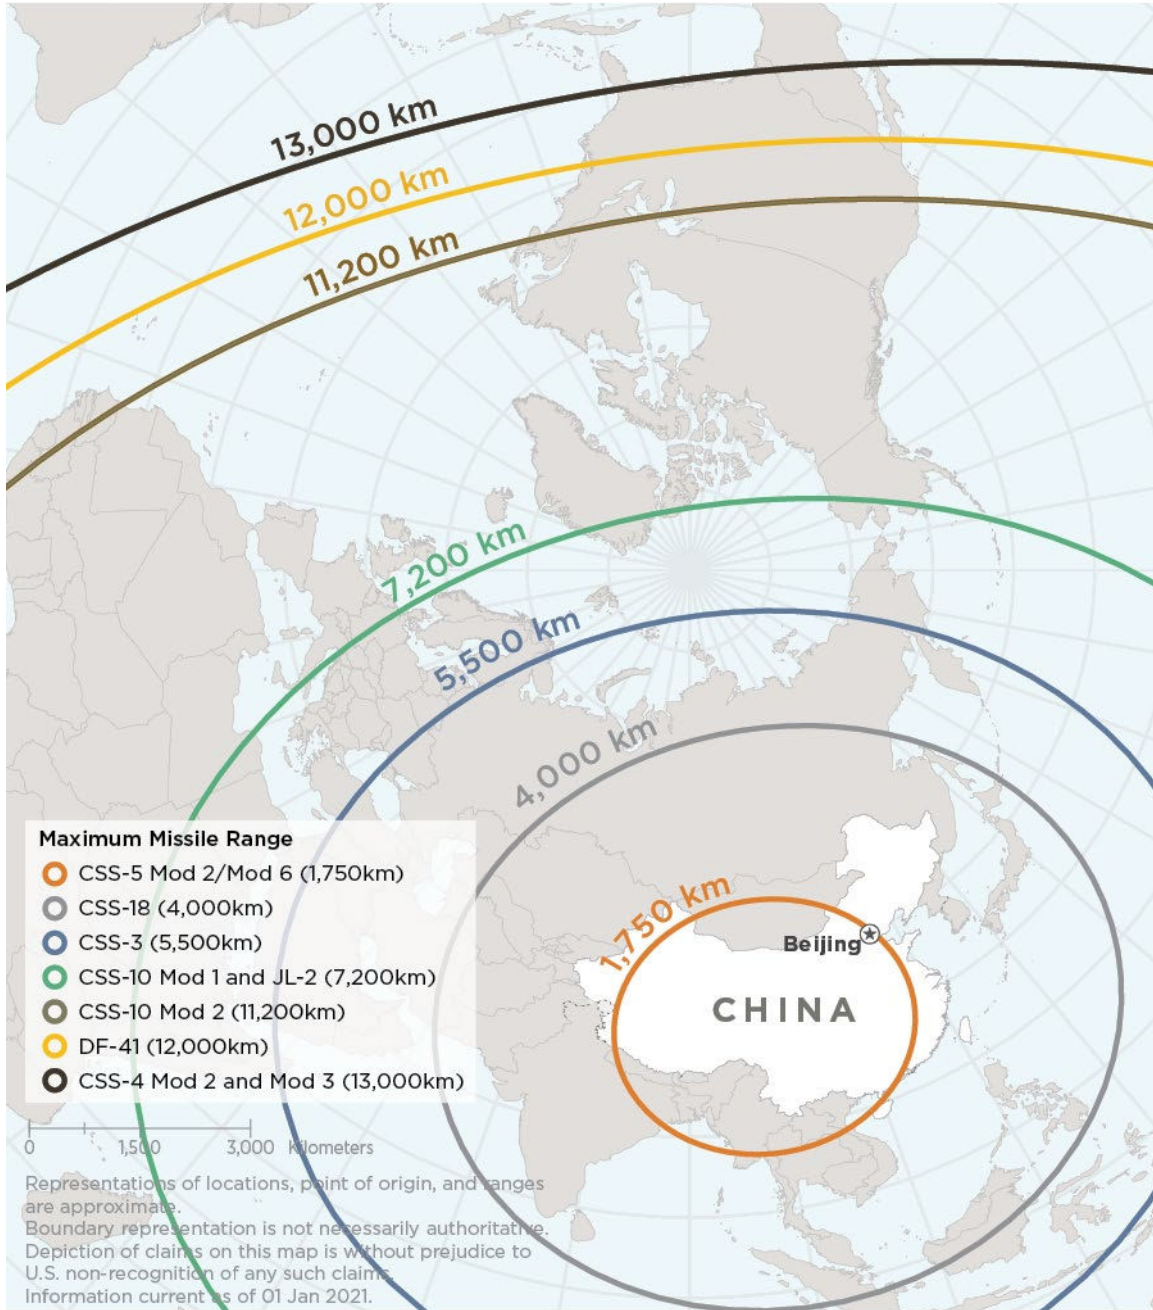 13,000 km
12,000 km
11,200 km
7,200 km
5,500 km
4,000 km
1,750 km
Beijing
CHINA
Maximum Missile Range
CSS-5 Mod 2/Mod 6 (1,750km)
CSS-18 (4,000km)
CSS-3 (5,500km)
CSS-10 Mod 1 and JL-2 (7,200km)
CSS-10 Mod 2 (11,200km)
DF-41 (12,000km)
CSS-4 Mod 2 and Mod 3 (13,000km)
0 1,500 3,000 Kilometers
Representations of locations, point of origin, and ranges
are approximate.
Boundary representation is not necessarily authoritative.
Depiction of claims on this map is without prejudice to
U.S. non-recognition of any such claims.
Information current as of 01 Jan 2021.